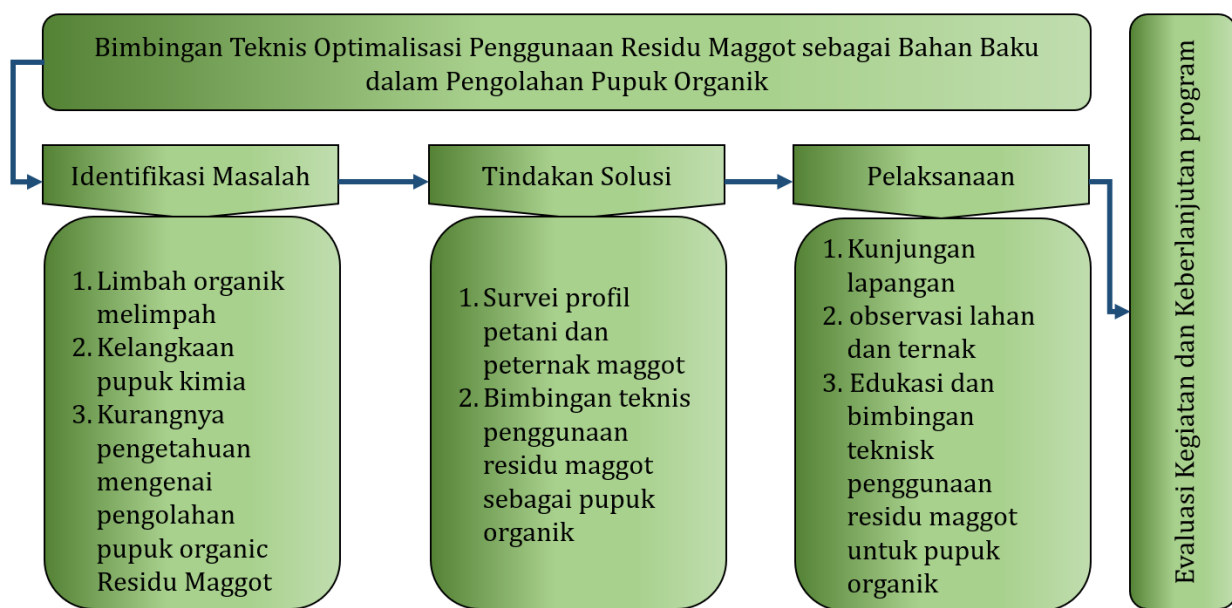 Bimbingan Teknis Optimalisasi Penggunaan Residu Maggot sebagai Bahan Baku
dalam Pengolahan Pupuk Organik
Identifikasi Masalah
1. Limbah organik
melimpah
2. Kelangkaan
pupuk kimia
3. Kurangnya
pengetahuan
mengenai
pengolahan
pupuk organic
Residu Maggot
Tindakan Solusi
1. Survei profil
petani dan
peternak maggot
2. Bimbingan teknis
penggunaan
residu maggot
sebagai pupuk
organik
Pelaksanaan
1. Kunjungan
lapangan
2. observasi lahan
dan ternak
3. Edukasi dan
bimbingan
teknisk
penggunaan
residu maggot
untuk pupuk
organik
Evaluasi Kegiatan dan Keberlanjutan program